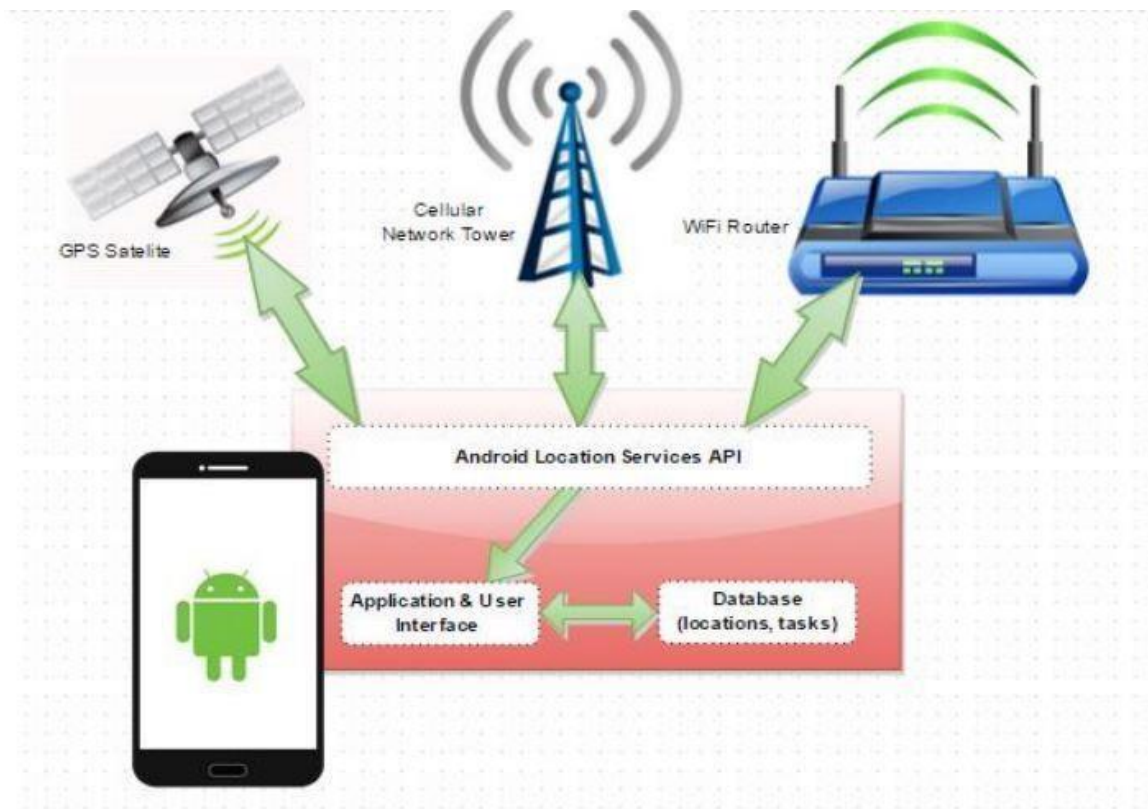 GPS Satelite
Cellular
Network Tower
WiFi Router
Android Location Services API
Application & User
Interface
Database
(locations, tasks)